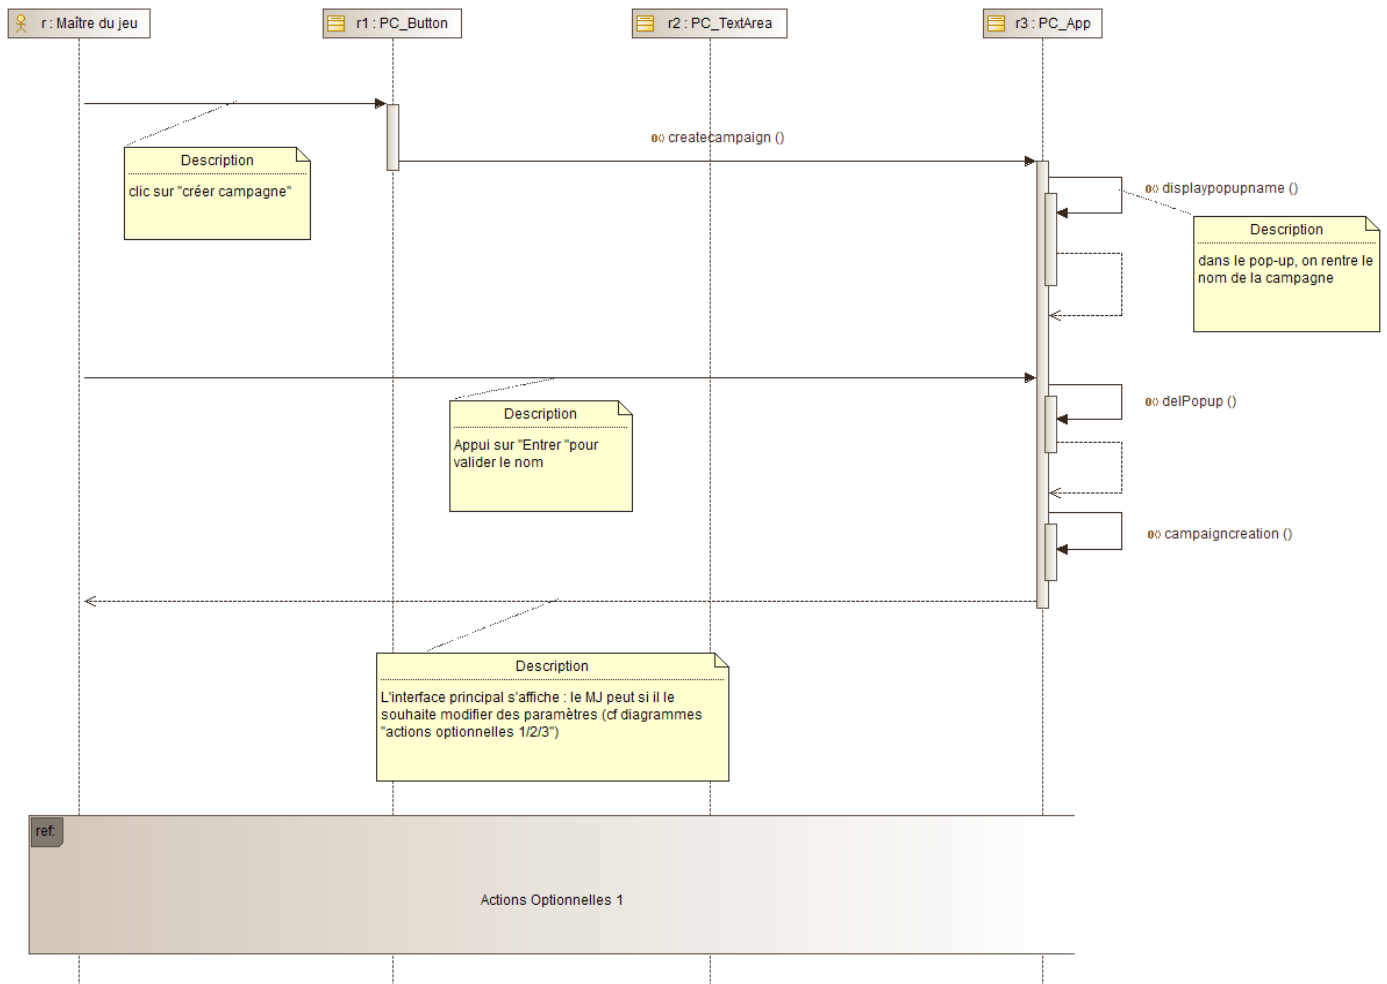 r : Maître du jeu
r1 : PC_Button
r2 : PC_TextArea
r3 : PC_App
createcampaign ()
Description
clic sur "créer campagne"
displaypopupname ()
Description
dans le pop-up, on rentre le
nom de la campagne
Description
Appui sur "Entrer "pour
valider le nom
delPopup ()
campaigncreation ()
Description
L'interface principal s'affiche : le MJ peut si il le
souhaite modifier des paramètres (cf diagrammes
"actions optionnelles 1/2/3")
ref:
Actions Optionnelles 1